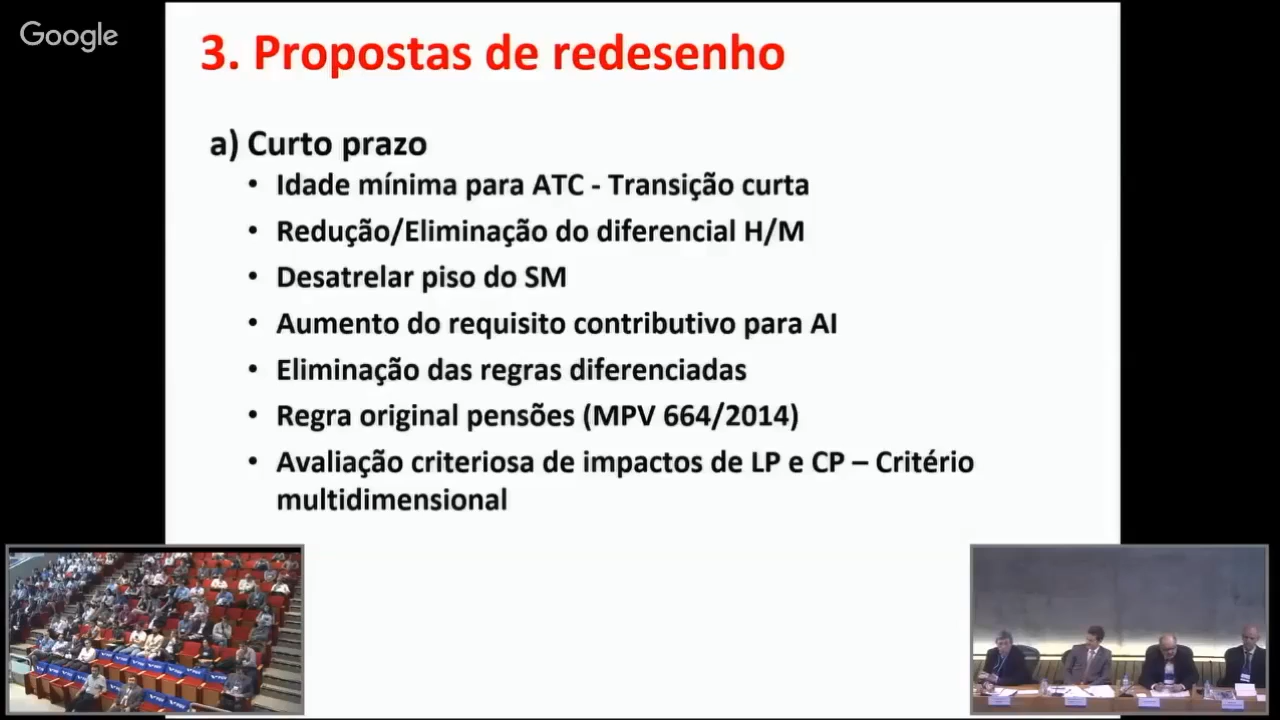 Google
3. Propostas de redesenho
a) Curto prazo
• Idade mínima para ATC - Transição curta
• Redução/Eliminação do diferencial H/M
• Desatrelar piso do SM
• Aumento do requisito contributivo para AI
• Eliminação das regras diferenciadas
• Regra original pensões (MPV 664/2014)
• Avaliação criteriosa de impactos de LP e CP – Critério
multidimensional